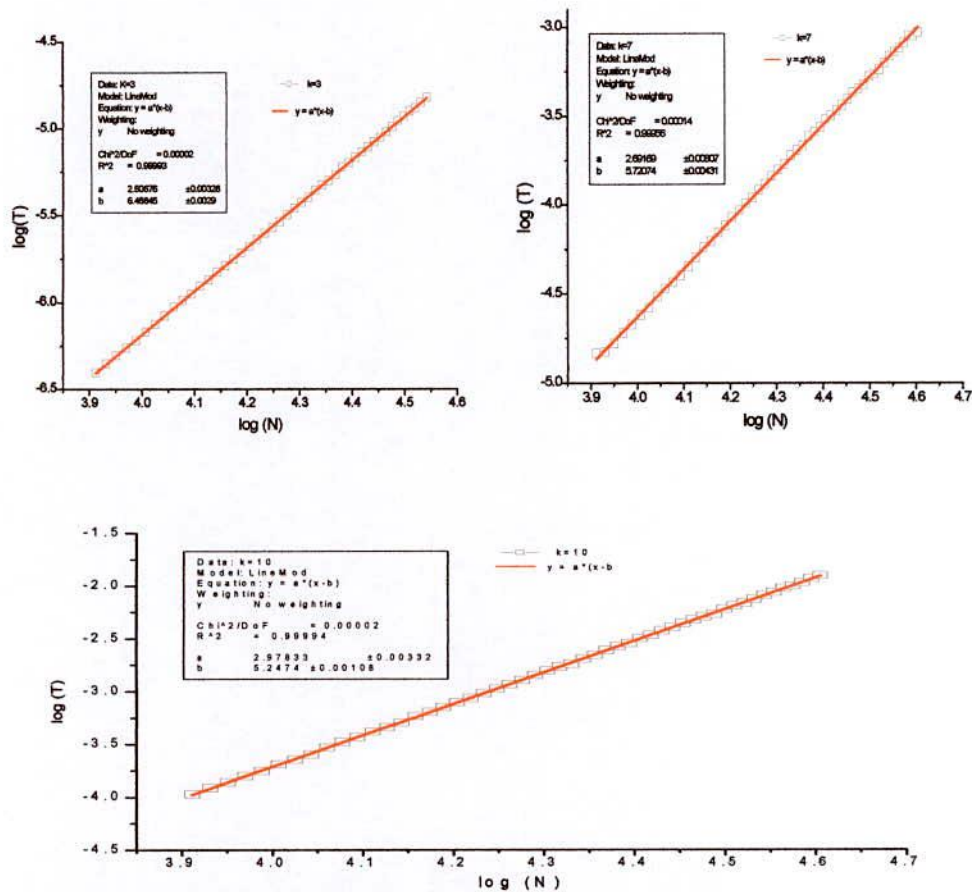 -4.5
-5.0
-5.5
-6.0
-6.5
log(T)
Data: K=3
Model: LineMod
Equation: y = a*(x-b)
Weighting:
y No weighting
Chi^2/DoF = 0.00002
R^2 = 0.99993
a 2.50676 ±0.00328
b ±0.0029
k=3
y = a*(x-b)
3.9 4.0 4.1 4.2 4.3 4.4 4.5 4.6
log (N)
-3.0
-3.5
-4.0
-4.5
-5.0
log (T)
Data: k=7
Model: LineMod
Equation: y = a*(x-b)
Weighting:
y No weighting
Chi^2/DoF = 0.00014
R^2 = 0.99956
a 2.69169 ±0.00807
b 5.72074 ±0.00431
k=7
y = a*(x-b)
3.9 4.0 4.1 4.2 4.3 4.4 4.5 4.6 4.7
log (N)
-1.5
-2.0
-2.5
-3.0
-3.5
-4.0
-4.5
log (T)
Data: k=10
Model: LineMod
Equation: y = a*(x-b)
Weighting:
y No weighting
Chi^2/DoF = 0.00002
R^2 = 0.99994
a 2.97833 ±0.00332
b 5.2474 ±0.00108
k=10
y = a*(x-b
3.9 4.0 4.1 4.2 4.3 4.4 4.5 4.6 4.7
log (N)